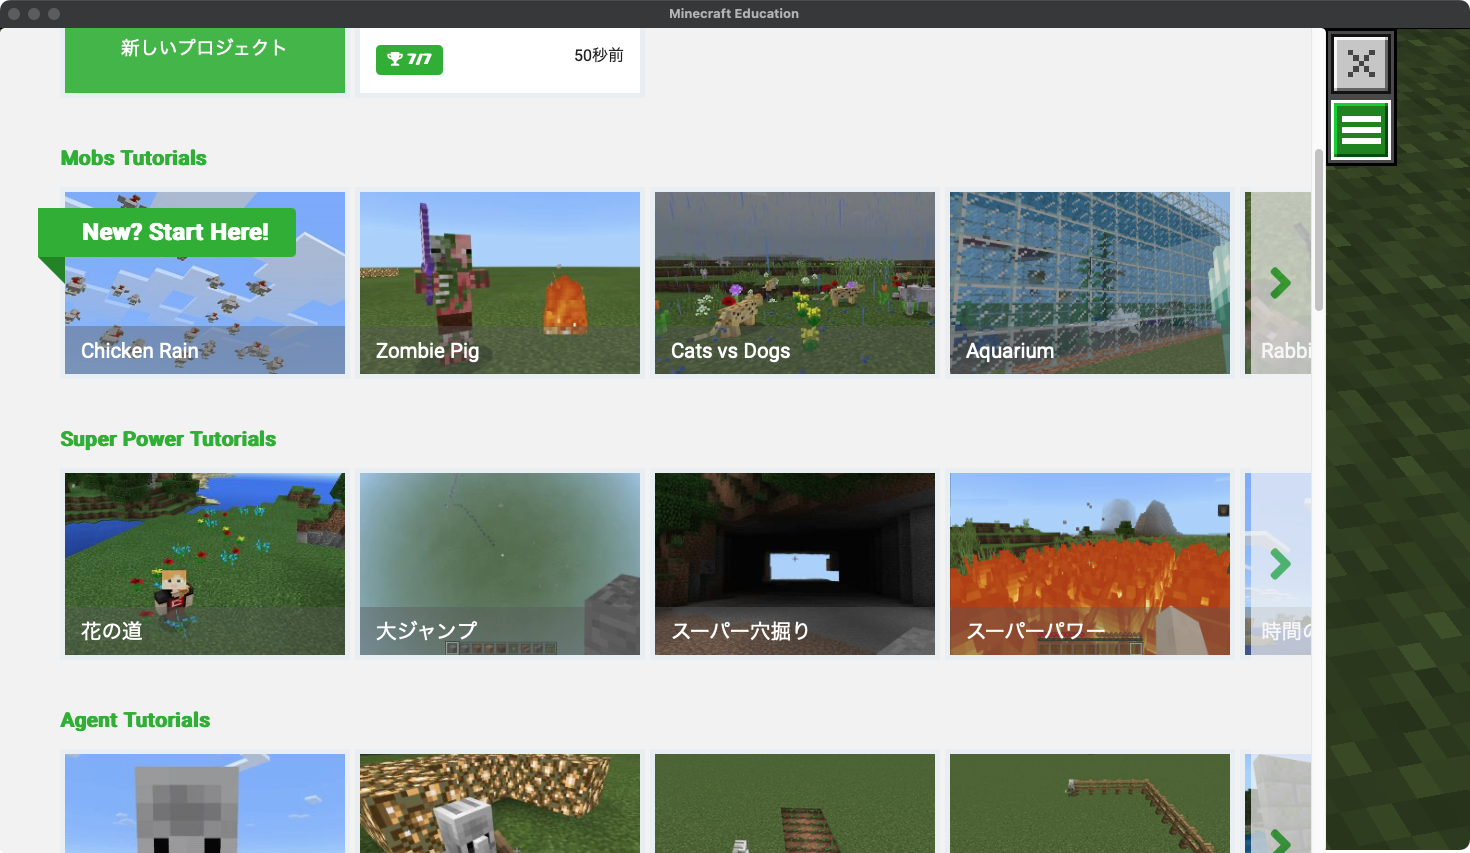 Minecraft Education
新しいプロジェクト
7/7
50秒前
Mobs Tutorials
New? Start Here!
Chicken Rain
Zombie Pig
Cats vs Dogs
Aquarium
Rabbi
Super Power Tutorials
花の道
大ジャンプ
スーパー穴掘り
スーパーパワー
時間の
Agent Tutorials